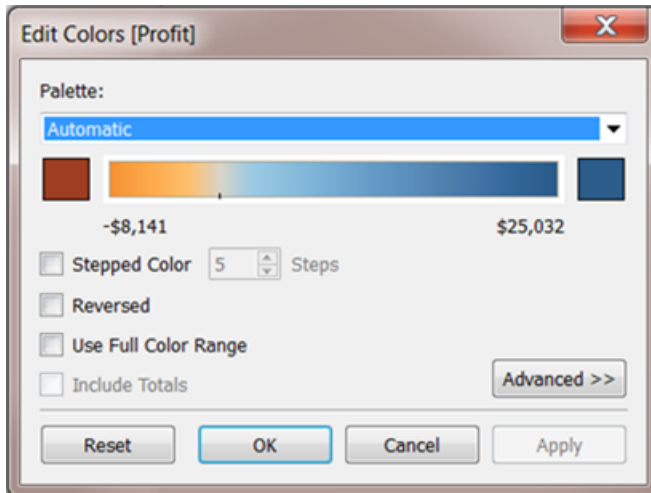 Edit Colors [Profit]
Palette:
Automatic
-$8,141 $25,032
Stepped Color 5 Steps
Reversed
Use Full Color Range
Include Totals
Advanced >>
Reset OK Cancel Apply